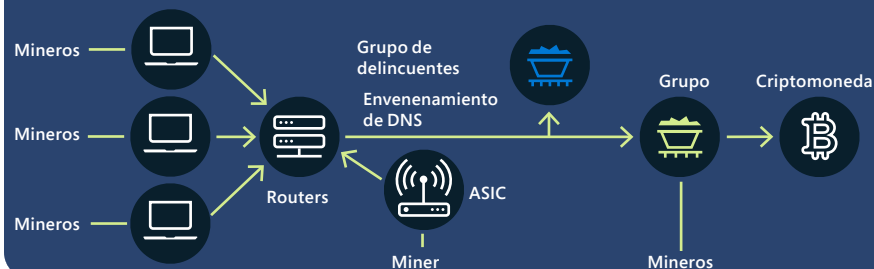 Mineros
Mineros
Mineros
Routers
Grupo de
delincuentes
Envenenamiento
de DNS
ASIC
Miner
Grupo
Mineros
Criptomoneda